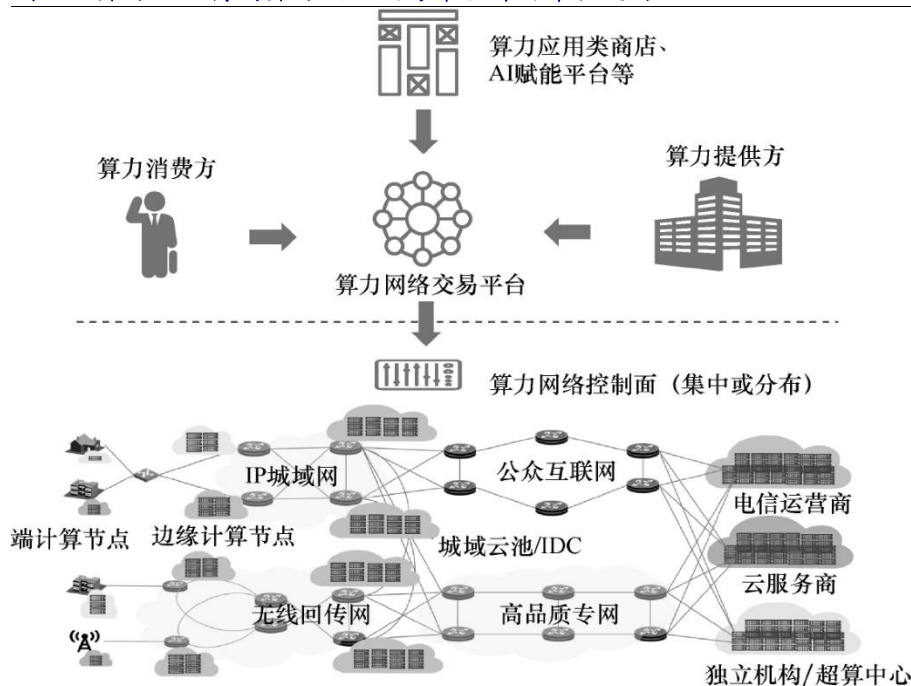 算力应用类商店、
AI赋能平台等
算力消费方
算力提供方
算力网络交易平台
算力网络控制面（集中或分布）
IP城域网
公众互联网
电信运营商
端计算节点
边缘计算节点
城域云池/IDC
云服务商
无线回传网
高品质专网
独立机构/超算中心